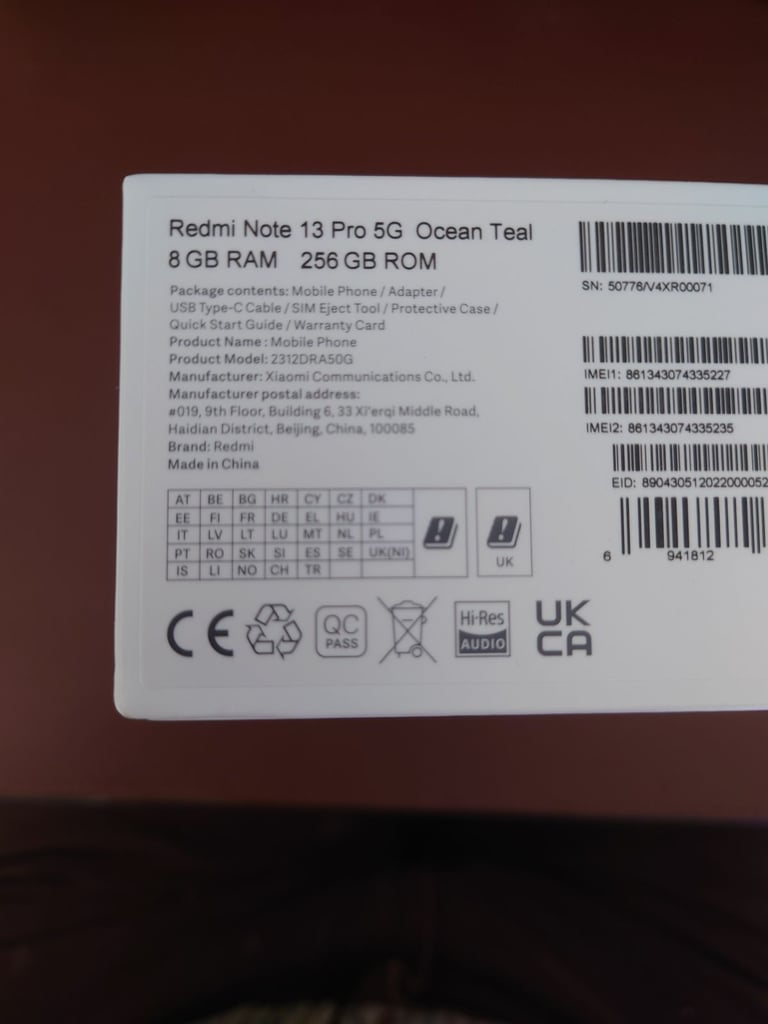 Redmi Note 13 Pro 5G Ocean Teal
8 GB RAM 256 GB ROM
Package contents: Mobile Phone / Adapter /
USB Type-C Cable / SIM Eject Tool / Protective Case /
Quick Start Guide / Warranty Card
Product Name : Mobile Phone
Product Model: 2312DRA50G
Manufacturer: Xiaomi Communications Co., Ltd.
Manufacturer postal address:
#019, 9th Floor, Building 6, 33 Xi'erqi Middle Road,
Haidian District, Beijing, China, 100085
Brand: Redmi
Made in China
AT BE BG HR CY CZ DK
EE FI FR DE EL HU IE
IT LV LT LU MT NL PL
PT RO SK SI ES SE UK(NI)
IS LI NO CH TR
UK
CE
QC
PASS
Hi-Res
AUDIO
UK
CA
SN: 50776/V4XR00071
IMEI1: 861343074335227
IMEI2: 861343074335235
EID: 890430512022000052
6 941812